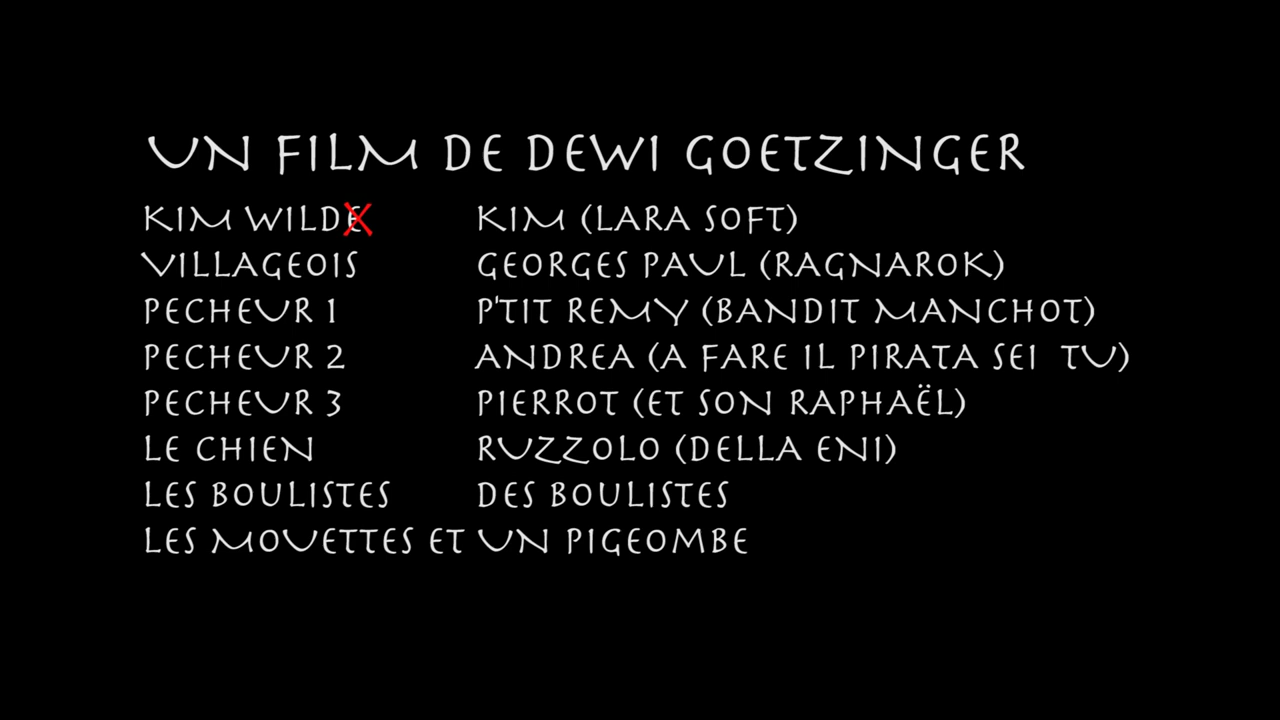 UN FILM DE DEWI GOETZINGER
KIM WILDE KIM (LARA SOFT)
VILLAGEOIS GEORGES PAUL (RAGNAROK)
PECHEUR 1 P'TIT REMY (BANDIT MANCHOT)
PECHEUR 2 ANDREA (A FARE IL PIRATA SEI TU)
PECHEUR 3 PIERROT (ET SON RAPHAËL)
LE CHIEN RUZZOLO (DELLA ENI)
LES BOULISTES DES BOULISTES
LES MOUETTES ET UN PIGEOMBE